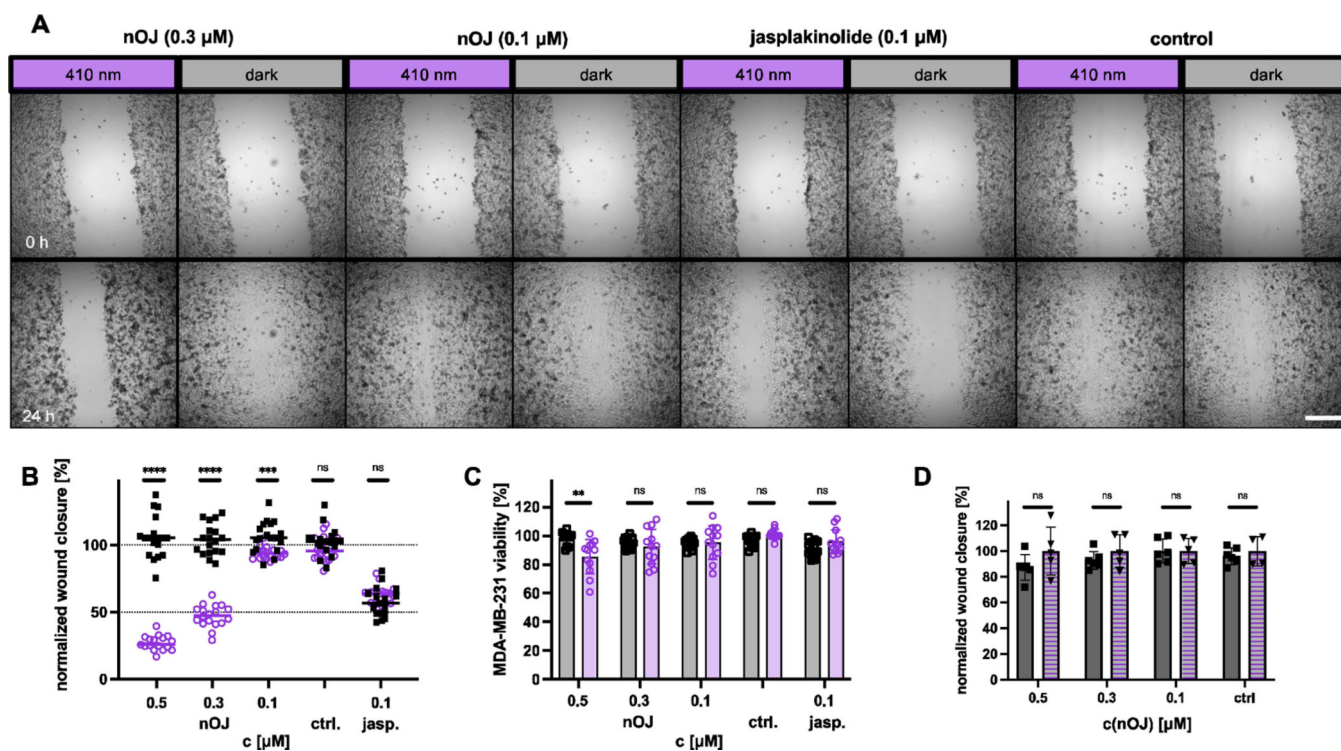 A
nOJ (0.3 µM) nOJ (0.1 µM) jasplakinolide (0.1 µM) control
410 nm dark 410 nm dark 410 nm dark 410 nm dark
0 h
24 h
B
normalized wound closure [%]
**** **** *** ns ns
100
50
0
0.5 0.3 0.1 0.1
nOJ ctrl. jasp.
c [µM]
C
MDA-MB-231 viability [%]
** ns ns ns ns
120
100
80
60
40
20
0
0.5 0.3 0.1 0.1
nOJ ctrl. jasp.
c [µM]
D
normalized wound closure [%]
ns ns ns ns
120
100
80
60
40
20
0
0.5 0.3 0.1 ctrl
c(nOJ) [µM]